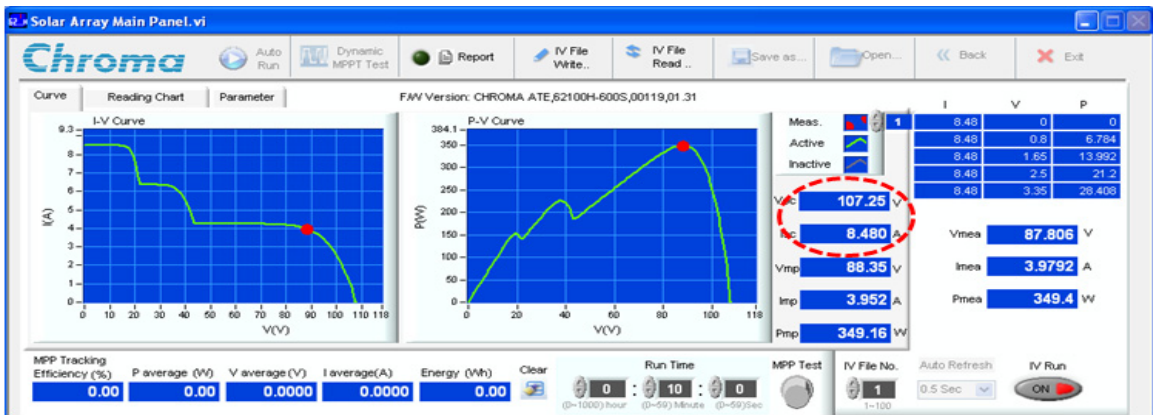 Solar Array Main Panel.vi
Chroma
Auto Run
Dynamic MPPT Test
Report
IV File Write..
IV File Read ..
Save as...
Open...
Back
Exit
Curve
Reading Chart
Parameter
F/W Version: CHROMA ATE,62100H-600S,00119,01.31
I-V Curve
9.3
8
7
6
5
4
3
2
1
0
I(A)
0 10 20 30 40 50 60 70 80 90 100 110 118
V(V)
P-V Curve
384.1
350
300
250
200
150
100
50
0
P(W)
0 20 40 60 80 100 118
V(V)
Meas. 1
Active
Inactive
107.25 V
8.480 A
Vmp 88.35 V
Imp 3.952 A
Pmp 349.16 W
I V P
8.48 0 0
8.48 0.8 6.784
8.48 1.65 13.992
8.48 2.5 21.2
8.48 3.35 28.408
Vmea 87.806 V
Imea 3.9792 A
Pmea 349.4 W
MPP Tracking
Efficiency (%) P average (W) V average (V) I average(A) Energy (Wh) Clear
0.00 0.00 0.0000 0.0000 0.00
Run Time
0 : 10 : 0
(0~1000) hour (0~59) Minute (0~59)Sec
MPP Test
IV File No.
1
1~100
Auto Refresh
0.5 Sec
IV Run
ON